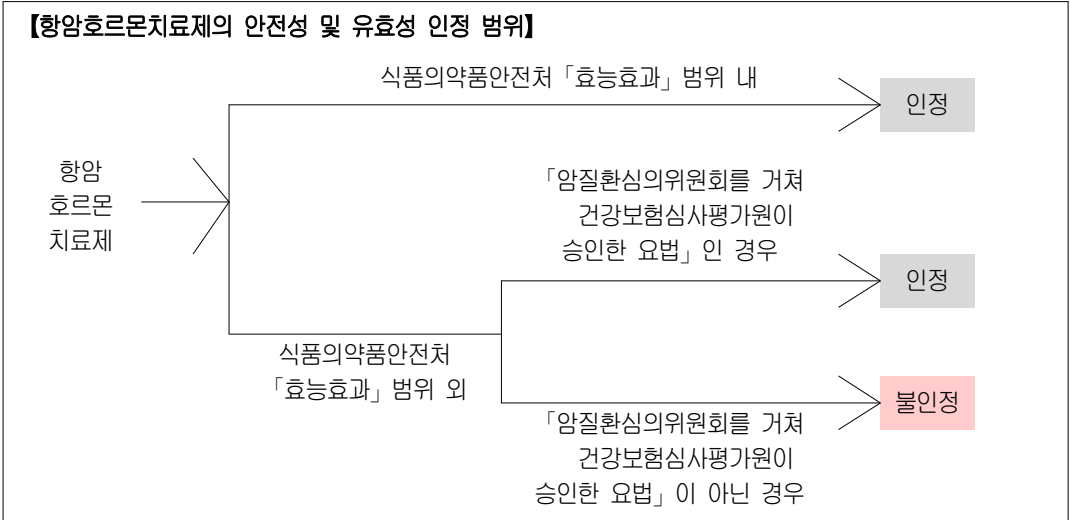 【항암호르몬치료제의 안전성 및 유효성 인정 범위】
식품의약품안전처「효능효과」범위 내
인정
항암
호르몬
치료제
「암질환심의위원회를 거쳐
건강보험심사평가원이
승인한 요법」인 경우
인정
식품의약품안전처
「효능효과」범위 외
불인정
「암질환심의위원회를 거쳐
건강보험심사평가원이
승인한 요법」이 아닌 경우